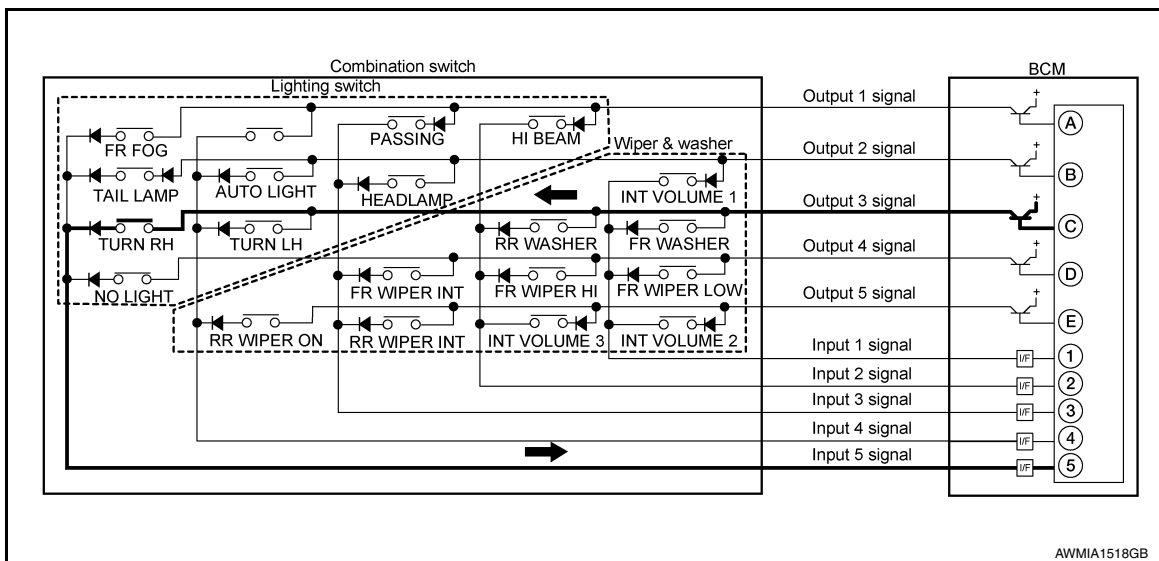 Combination switch
BCM
Lighting switch
Output 1 signal
A
FR FOG
PASSING
HI BEAM
Wiper & washer
Output 2 signal
B
TAIL LAMP
AUTO LIGHT
HEADLAMP
INT VOLUME 1
Output 3 signal
C
TURN RH
TURN LH
RR WASHER
FR WASHER
Output 4 signal
D
NO LIGHT
FR WIPER INT
FR WIPER HI
FR WIPER LOW
Output 5 signal
E
RR WIPER ON
RR WIPER INT
INT VOLUME 3
INT VOLUME 2
Input 1 signal
I/F
1
Input 2 signal
I/F
2
Input 3 signal
I/F
3
Input 4 signal
I/F
4
Input 5 signal
I/F
5
AWMIA1518GB